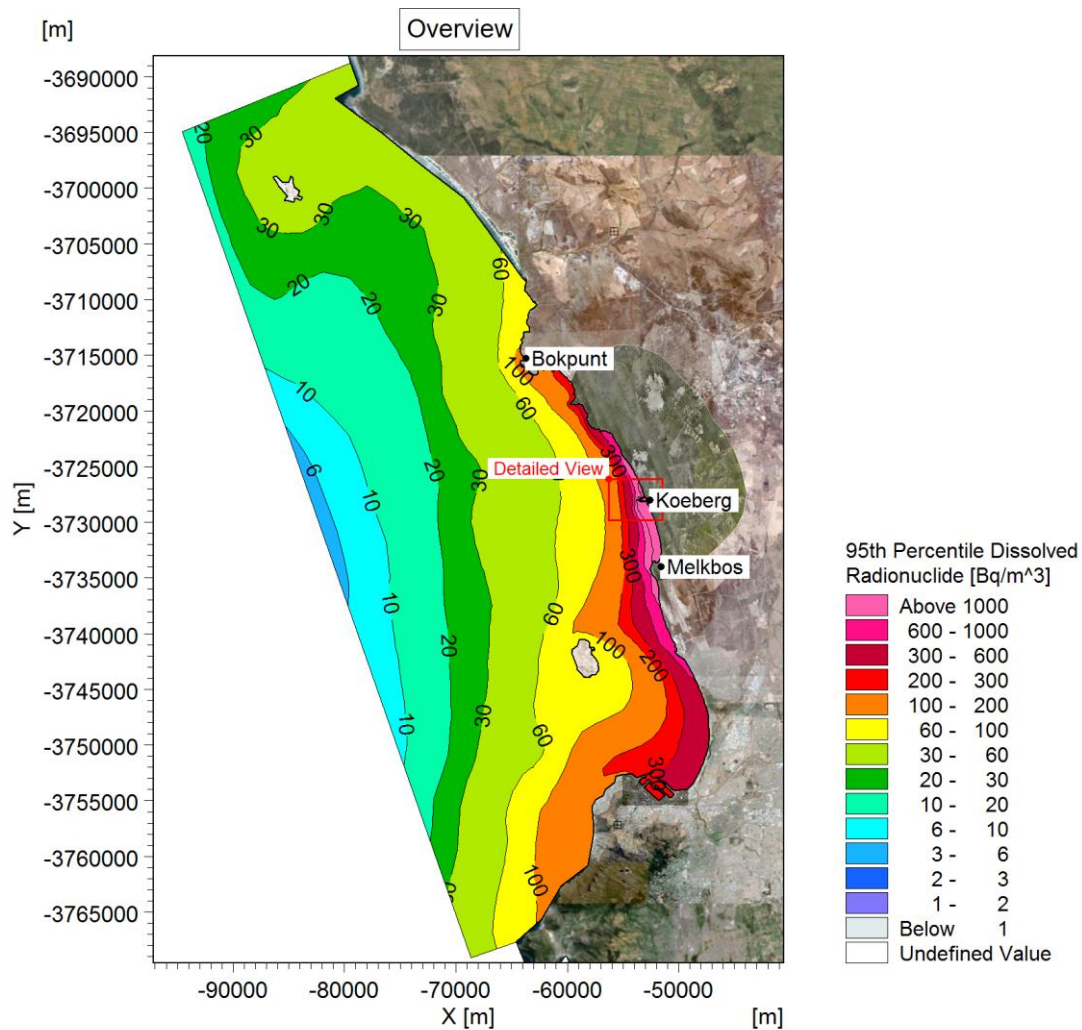 [m]
Overview
-3690000
-3695000
-3700000
-3705000
-3710000
-3715000
-3720000
-3725000
-3730000
-3735000
-3740000
-3745000
-3750000
-3755000
-3760000
-3765000
Y [m]
20
30
30
30
20
20
30
60
Bokpunt
100
60
10
10
6
20
30
300
Detailed View
Koeberg
Melkbos
300
60
100
200
20
30
60
10
300
100
20
-90000
-80000
-70000
-60000
-50000
X [m]
[m]
95th Percentile Dissolved
Radionuclide [Bq/m^3]
Above 1000
600 - 1000
300 - 600
200 - 300
100 - 200
60 - 100
30 - 60
20 - 30
10 - 20
6 - 10
3 - 6
2 - 3
1 - 2
Below 1
Undefined Value